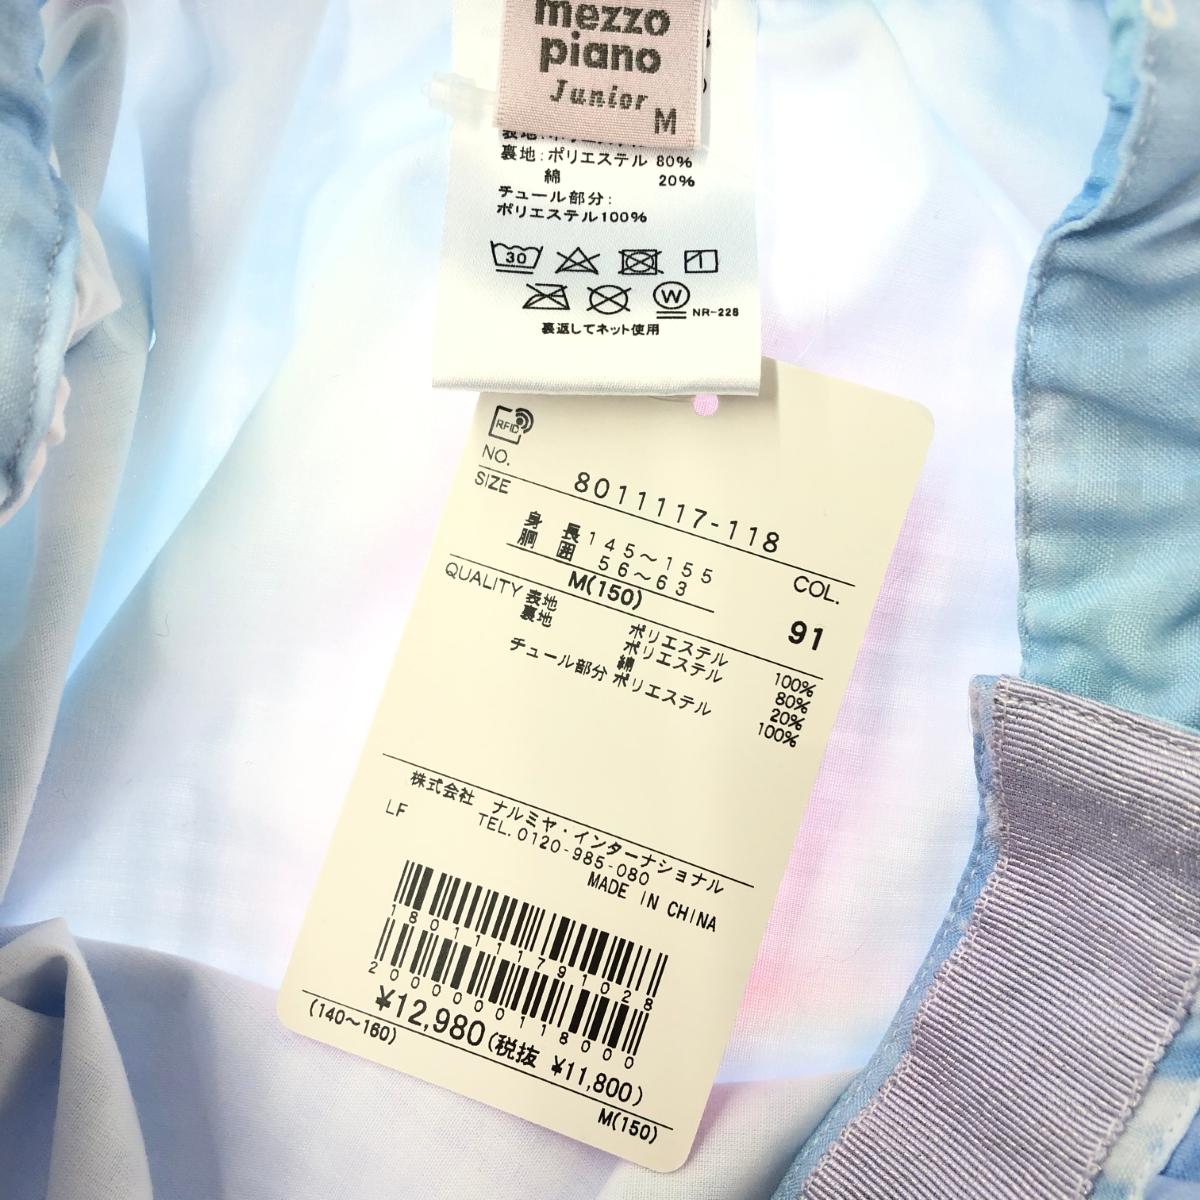 mezzo
piano
Junior M
裏地:ポリエステル 80%
綿 20%
チュール部分:
ポリエステル100%
30
W
NR-228
裏返してネット使用
RFID
NO.
8011117-118
SIZE
身長 145～155
胴囲 56～63
M(150)
COL.
91
QUALITY 表地 ポリエステル 100%
裏地 ポリエステル 80%
綿 20%
チュール部分 ポリエステル 100%
株式会社 ナルミヤ・インターナショナル
LF TEL.0120-985-080
MADE IN CHINA
1801111791028
2000000118000
¥12,980(税抜 ¥11,800)
(140～160)
M(150)